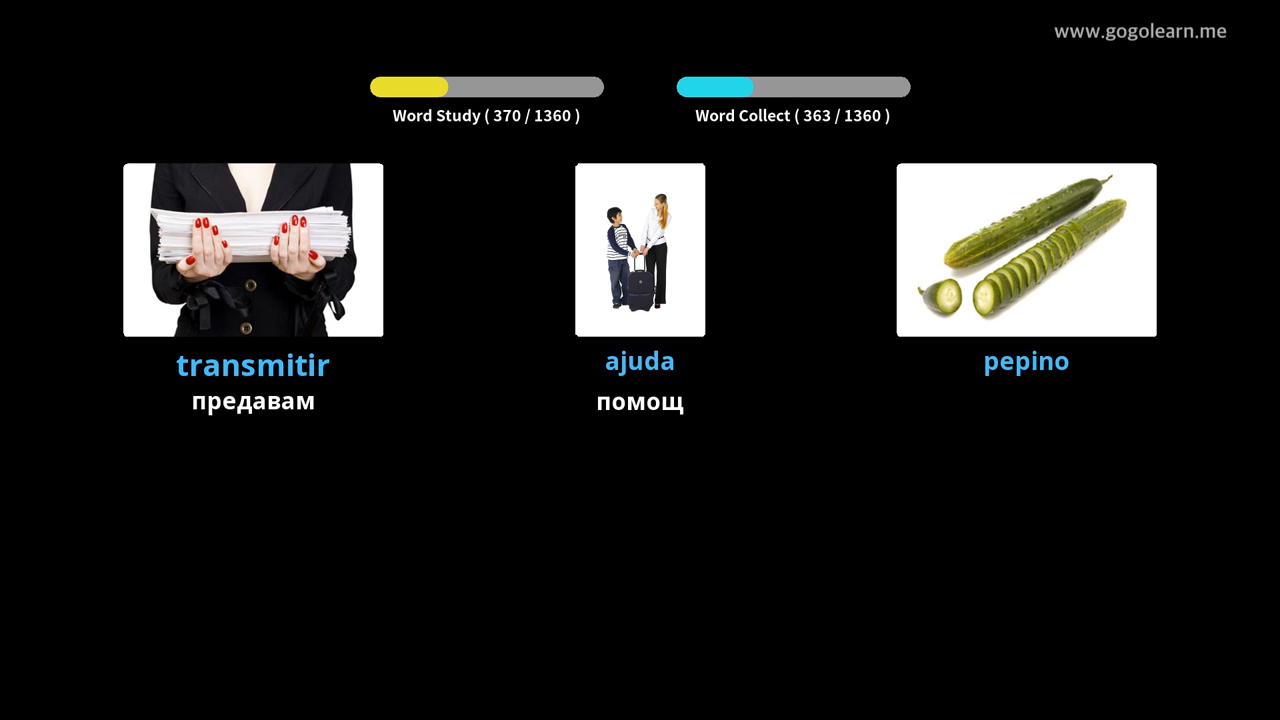 www.gogolearn.me
Word Study ( 370 / 1360 )
Word Collect ( 363 / 1360 )
transmitir
предавам
ajuda
помощ
pepino